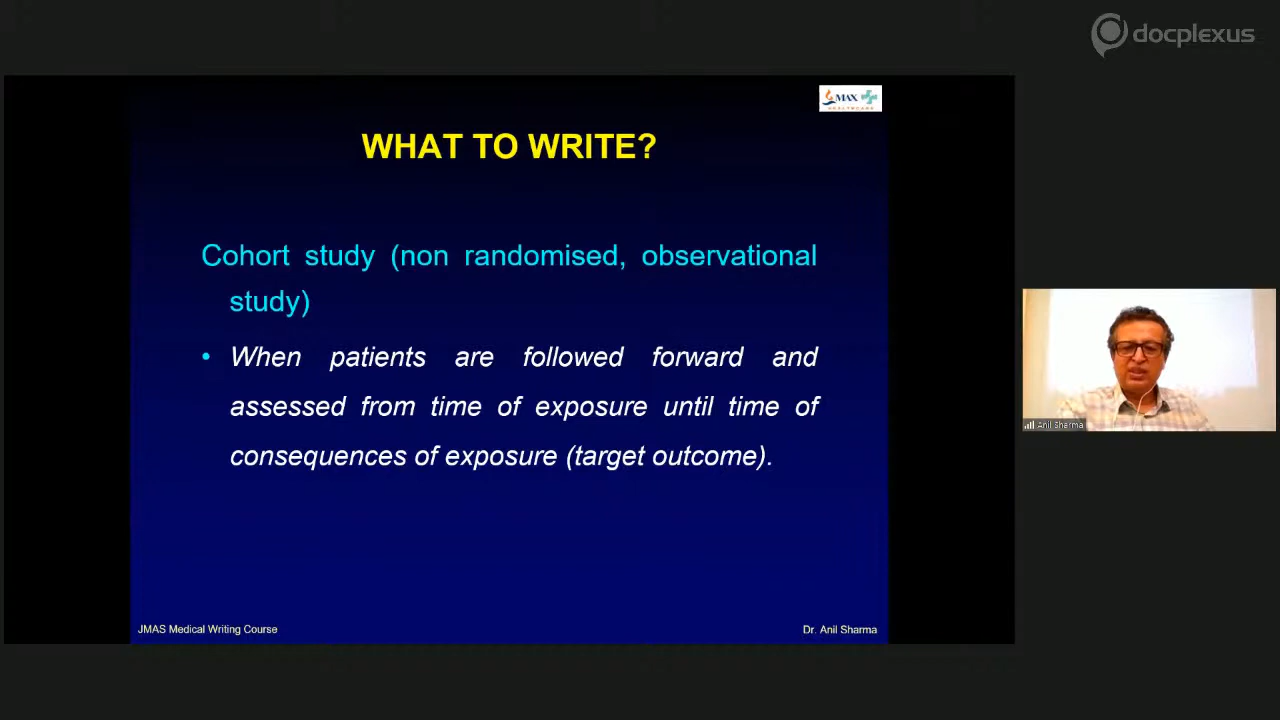 docplexus
MAX
HEALTHCARE
WHAT TO WRITE?
Cohort study (non randomised, observational
study)
• When patients are followed forward and
assessed from time of exposure until time of
consequences of exposure (target outcome).
Anil Sharma
JMAS Medical Writing Course
Dr. Anil Sharma